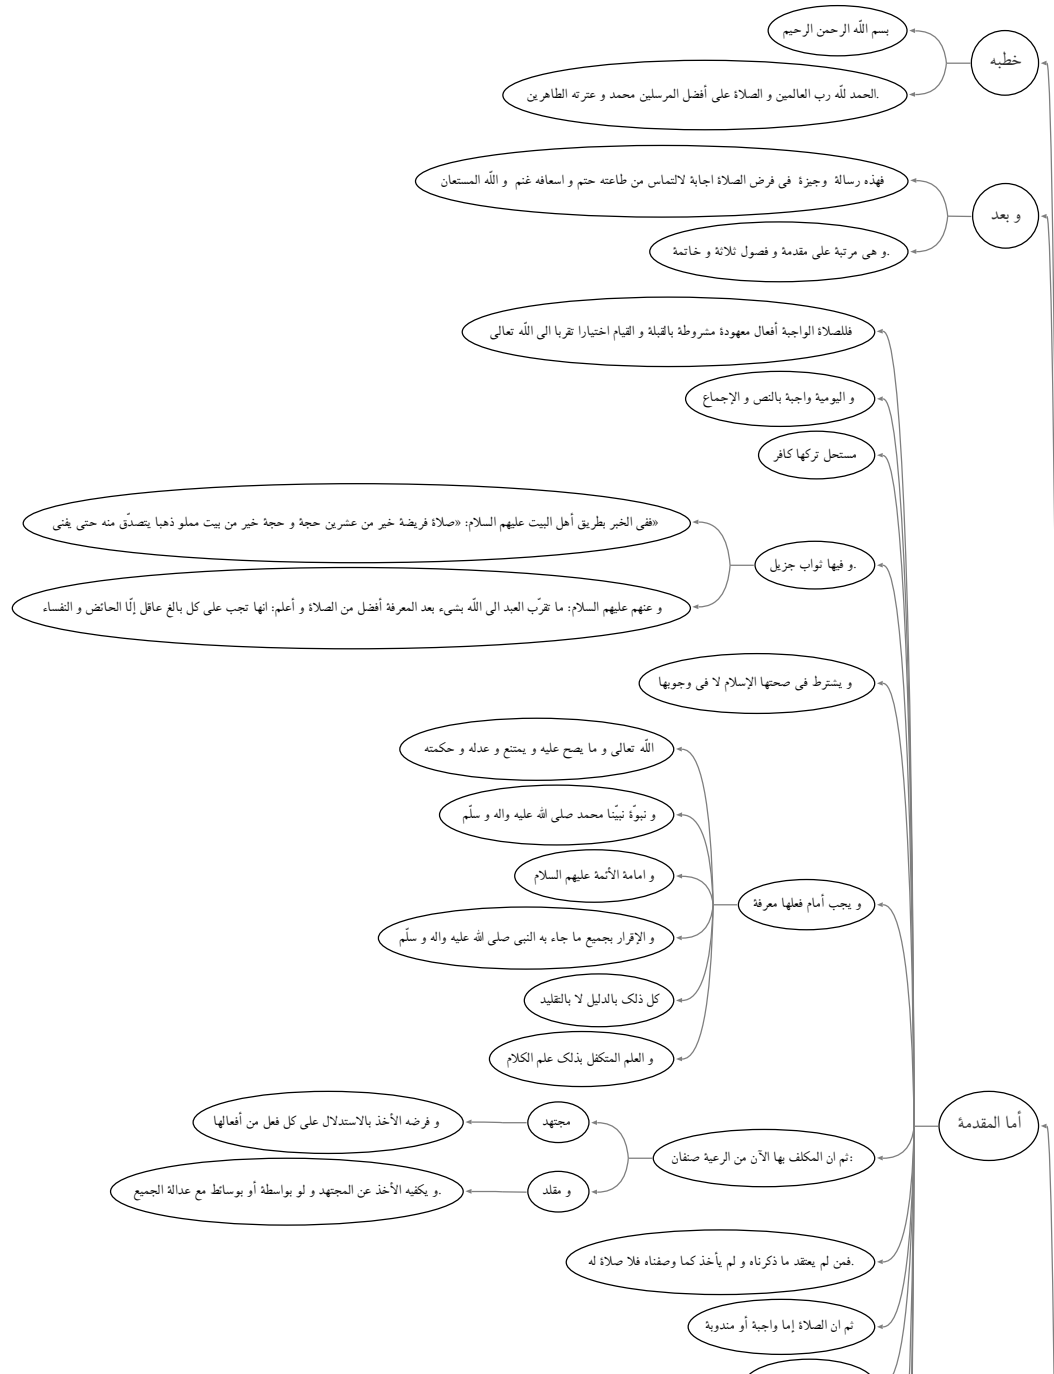 خطبه
بسم اللّه الرحمن الرحيم
الحمد للّه رب العالمين و الصلاة على أفضل المرسلين محمد و عترته الطاهرين.
و بعد
فهذه رسالة وجيزة فى فرض الصلاة اجابة لالتماس من طاعته حتم و اسعافه غنم و اللّه المستعان
و هى مرتبة على مقدمة و فصول ثلاثة و خاتمة.
أما المقدمة
فللصلاة الواجبة أفعال معهودة مشروطة بالقبلة و القيام اختيارا تقربا الى اللّه تعالى
و اليومية واجبة بالنص و الإجماع
مستحل تركها كافر
و فيها ثواب جزيل.
ففى الخبر بطريق أهل البيت عليهم السلام: «صلاة فريضة خير من عشرين حجة و حجة خير من بيت مملو ذهبا يتصدّق منه حتى يفنى»
و عنهم عليهم السلام: ما تقرّب العبد الى اللّه بشىء بعد المعرفة أفضل من الصلاة و أعلم: انها تجب على كل بالغ عاقل إلّا الحائض و النفساء
و يشترط فى صحتها الإسلام لا فى وجوبها
و يجب أمام فعلها معرفة
اللّه تعالى و ما يصح عليه و يمتنع و عدله و حكمته
و نبوّة نبيّنا محمد صلى الله عليه واله و سلّم
و امامة الأئمة عليهم السلام
و الإقرار بجميع ما جاء به النبى صلى الله عليه واله و سلّم
كل ذلک بالدليل لا بالتقليد
و العلم المتكفل بذلک علم الكلام
ثم ان المكلف بها الآن من الرعية صنفان:
مجتهد
و فرضه الأخذ بالاستدلال على كل فعل من أفعالها
و مقلد
و يكفيه الأخذ عن المجتهد و لو بواسطة أو بوسائط مع عدالة الجميع.
فمن لم يعتقد ما ذكرناه و لم يأخذ كما وصفناه فلا صلاة له.
ثم ان الصلاة إما واجبة أو مندوبة